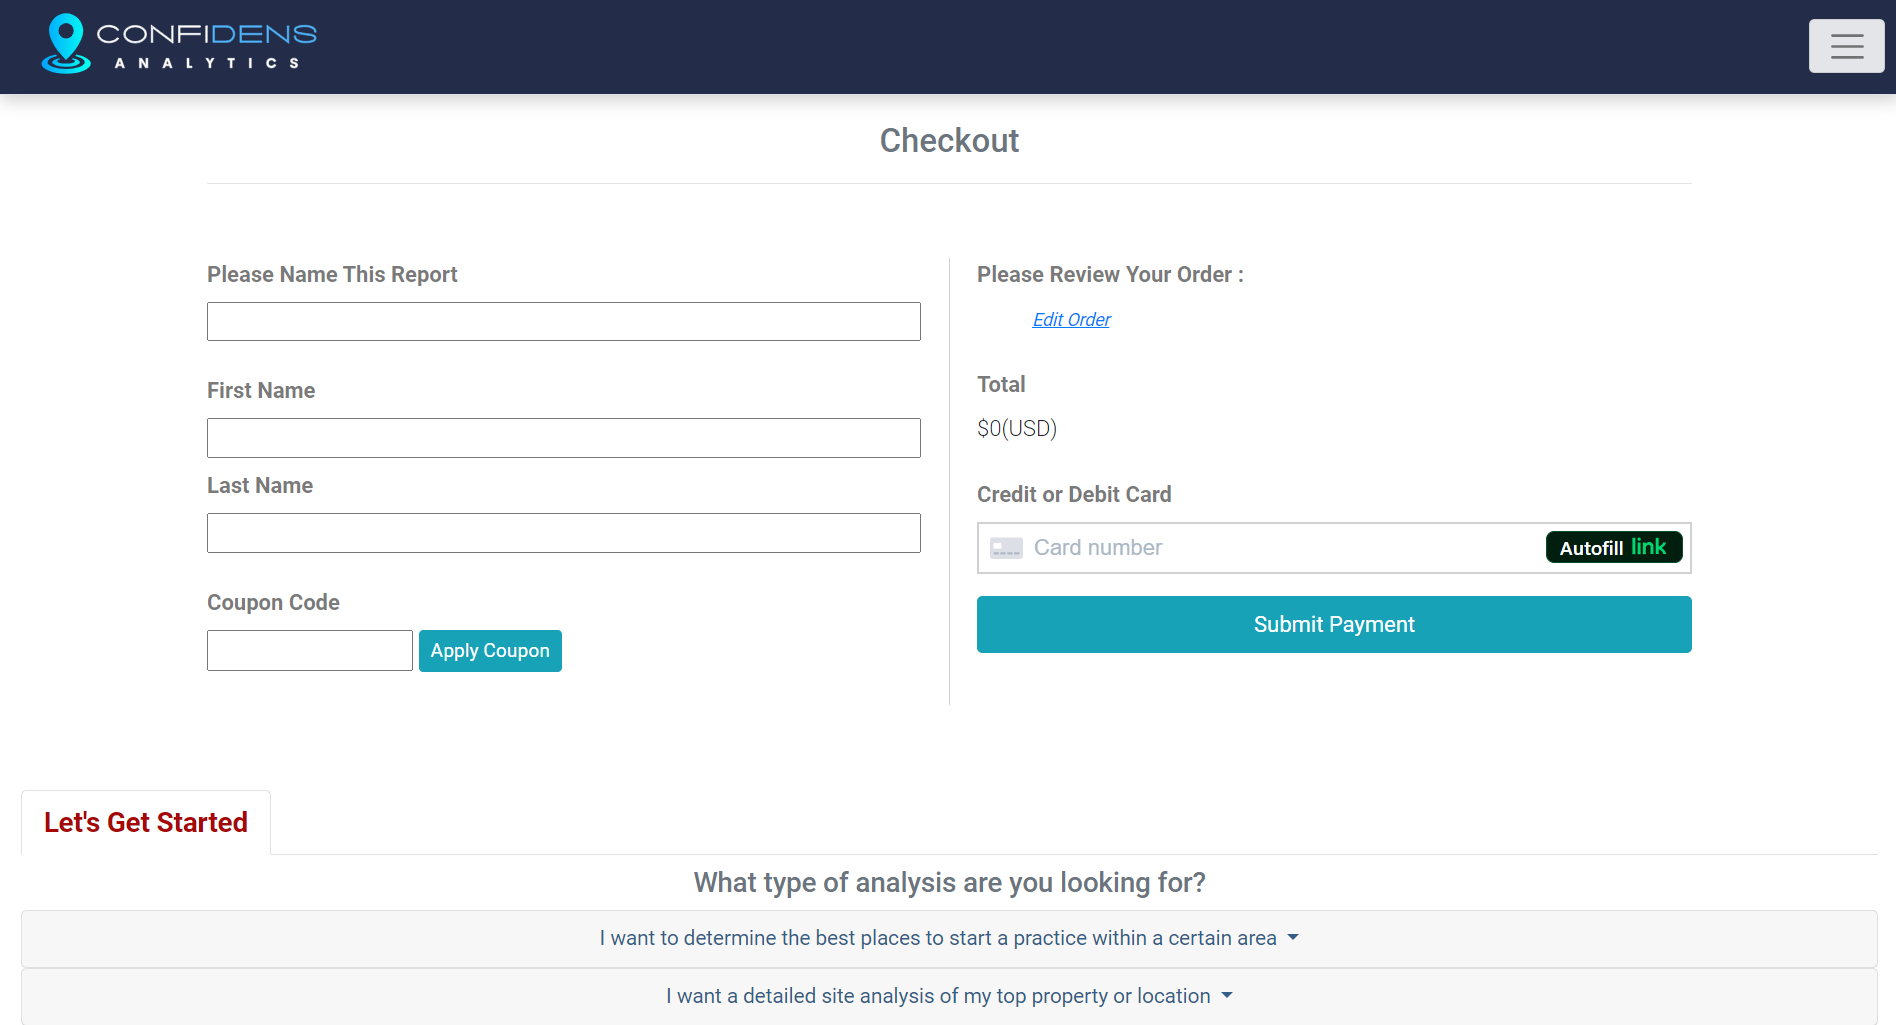 CONFIDENS
ANALYTICS
Checkout
Please Name This Report
First Name
Last Name
Coupon Code
Apply Coupon
Please Review Your Order :
Edit Order
Total
$0(USD)
Credit or Debit Card
Card number
Autofill link
Submit Payment
Let's Get Started
What type of analysis are you looking for?
I want to determine the best places to start a practice within a certain area
I want a detailed site analysis of my top property or location